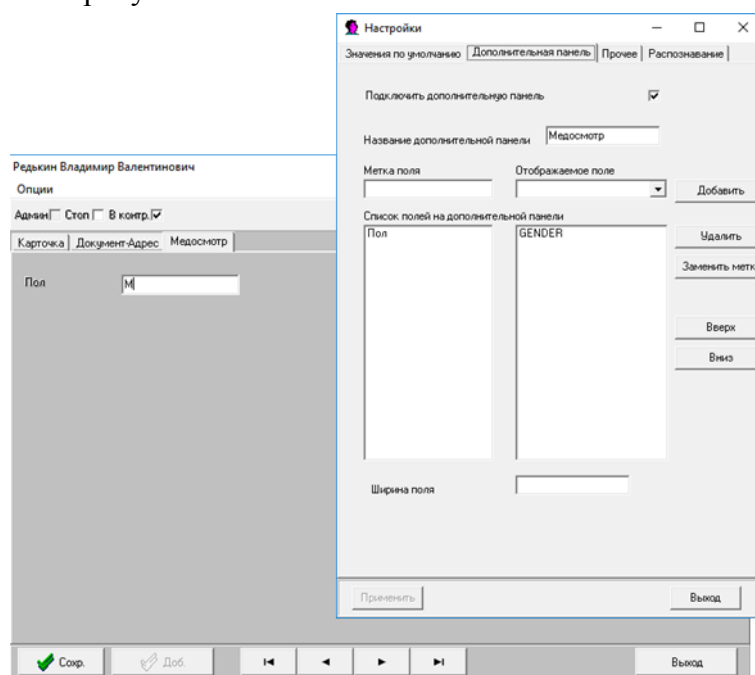 Настройки
Значения по умолчанию Дополнительная панель Прочее Распознавание
Подключить дополнительную панель
Название дополнительной панели Медосмотр
Метка поля Отображаемое поле
Добавить
Список полей на дополнительной панели
Пол GENDER
Удалить
Заменить метк
Вверх
Вниз
Ширина поля
Применить Выход
Редькин Владимир Валентинович
Опции
Админ Стоп В контр.
Карточка Документ-Адрес Медосмотр
Пол М
Сохр. Доб. Выход